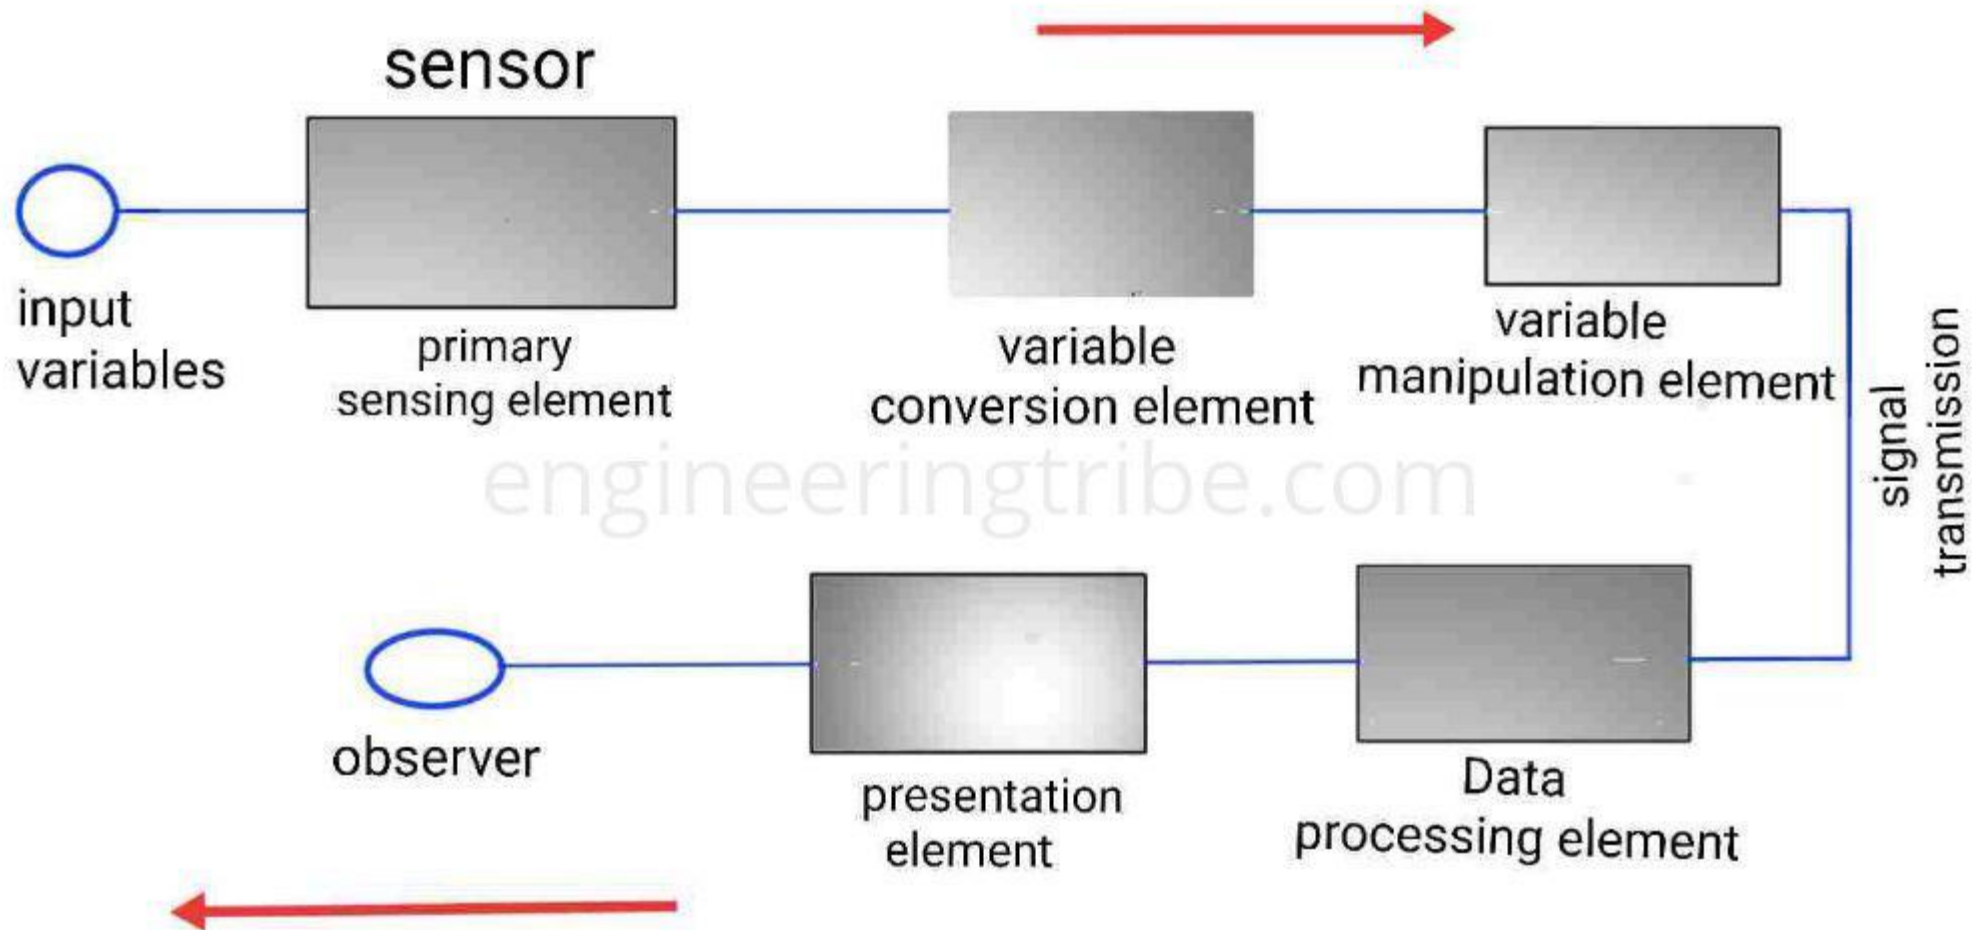 sensor
input
variables
primary
sensing element
variable
conversion element
variable
manipulation element
signal
transmission
engineeringtribe.com
observer
presentation
element
Data
processing element